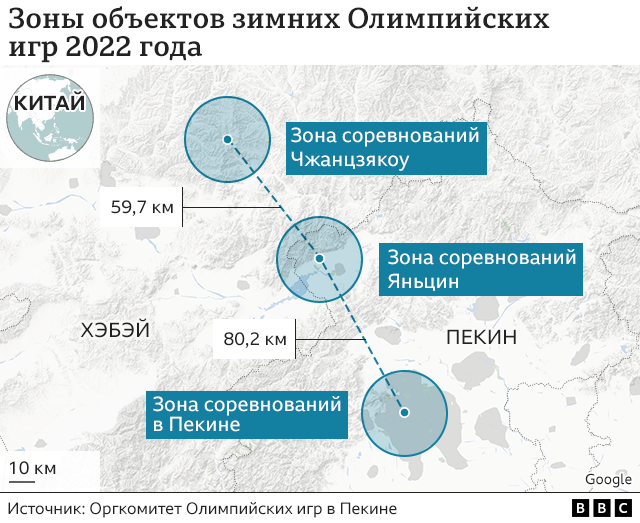 Зоны объектов зимних Олимпийских
игр 2022 года
КИТАЙ
Зона соревнований
Чжанцзякоу
59,7 км
Зона соревнований
Яньцин
ХЭБЭЙ
80,2 км
ПЕКИН
Зона соревнований
в Пекине
10 км
Google
Источник: Оргкомитет Олимпийских игр в Пекине
BBC